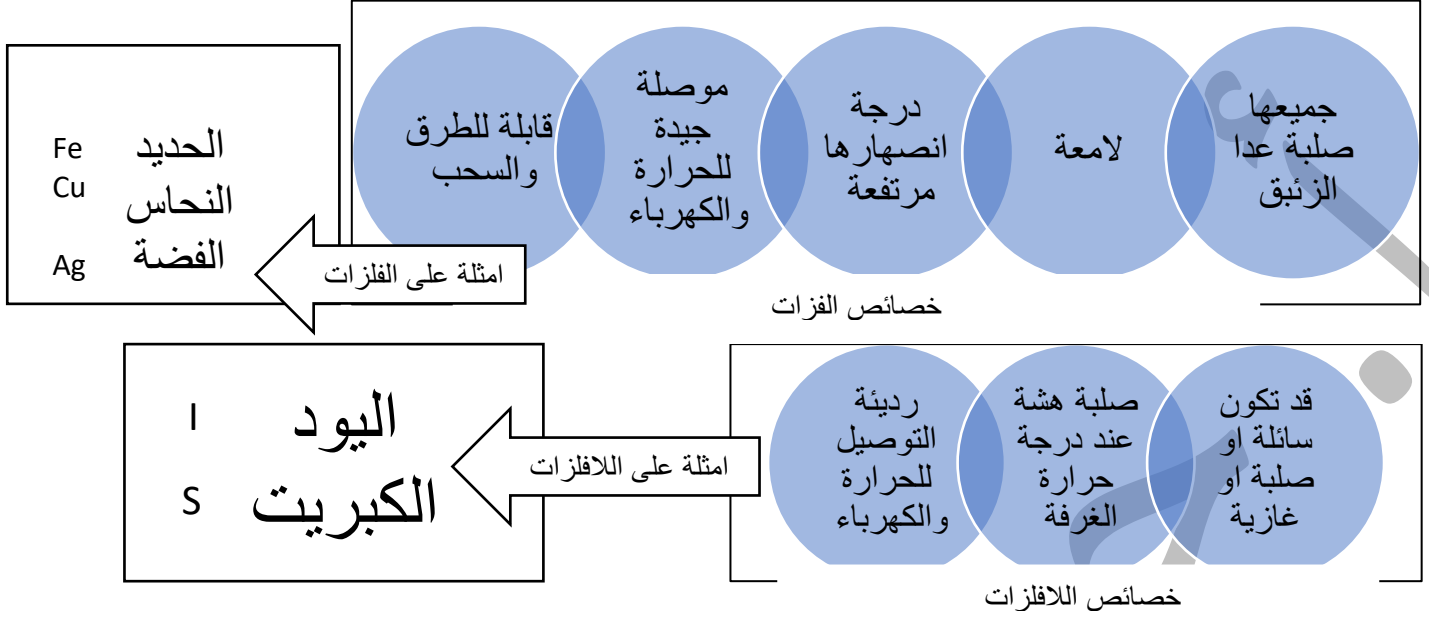 جميعها
صلبة عدا
الزئبق
لامعة
درجة
انصهارها
مرتفعة
موصلة
جيدة
للحرارة
والكهرباء
قابلة للطرق
والسحب
خصائص الفزات
امثلة على الفلزات
الحديد Fe
النحاس Cu
الفضة Ag
قد تكون
سائلة او
صلبة او
غازية
صلبة هشة
عند درجة
حرارة
الغرفة
رديئة
التوصيل
للحرارة
والكهرباء
خصائص اللافلزات
امثلة على اللافلزات
اليود I
الكبريت S